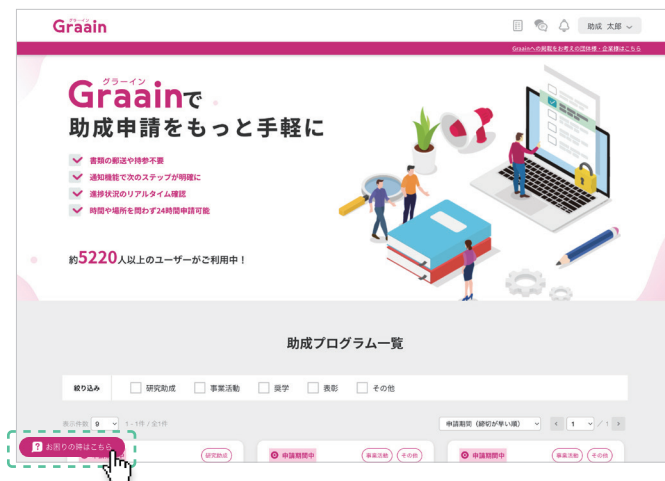 グラーイン
Graain
助成 太郎
Graainへの掲載をお考えの団体様・企業様はこちら
グラーイン
Graainで
助成申請をもっと手軽に
書類の郵送や持参不要
通知機能で次のステップが明確に
進捗状況のリアルタイム確認
時間や場所を問わず24時間申請可能
約5220人以上のユーザーがご利用中！
助成プログラム一覧
絞り込み 研究助成 事業活動 奨学 表彰 その他
表示件数 9 1 - 1件 / 全1件 申請期間（締切が早い順） 1 / 1
? お困りの時はこちら
研究助成 申請期間中 事業活動 その他 申請期間中 事業活動 その他